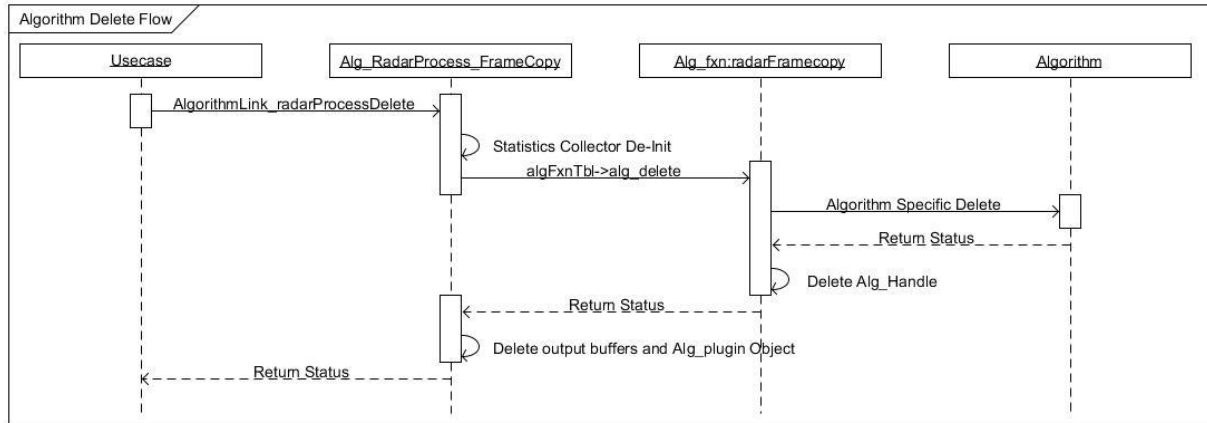 Algorithm Delete Flow
Usecase
Alg_RadarProcess_FrameCopy
Alg_fxn:radarFramecopy
Algorithm
AlgorithmLink_radarProcessDelete
Statistics Collector De-Init
algFxnTbl->alg_delete
Algorithm Specific Delete
Return Status
Delete Alg_Handle
Return Status
Delete output buffers and Alg_plugin Object
Return Status